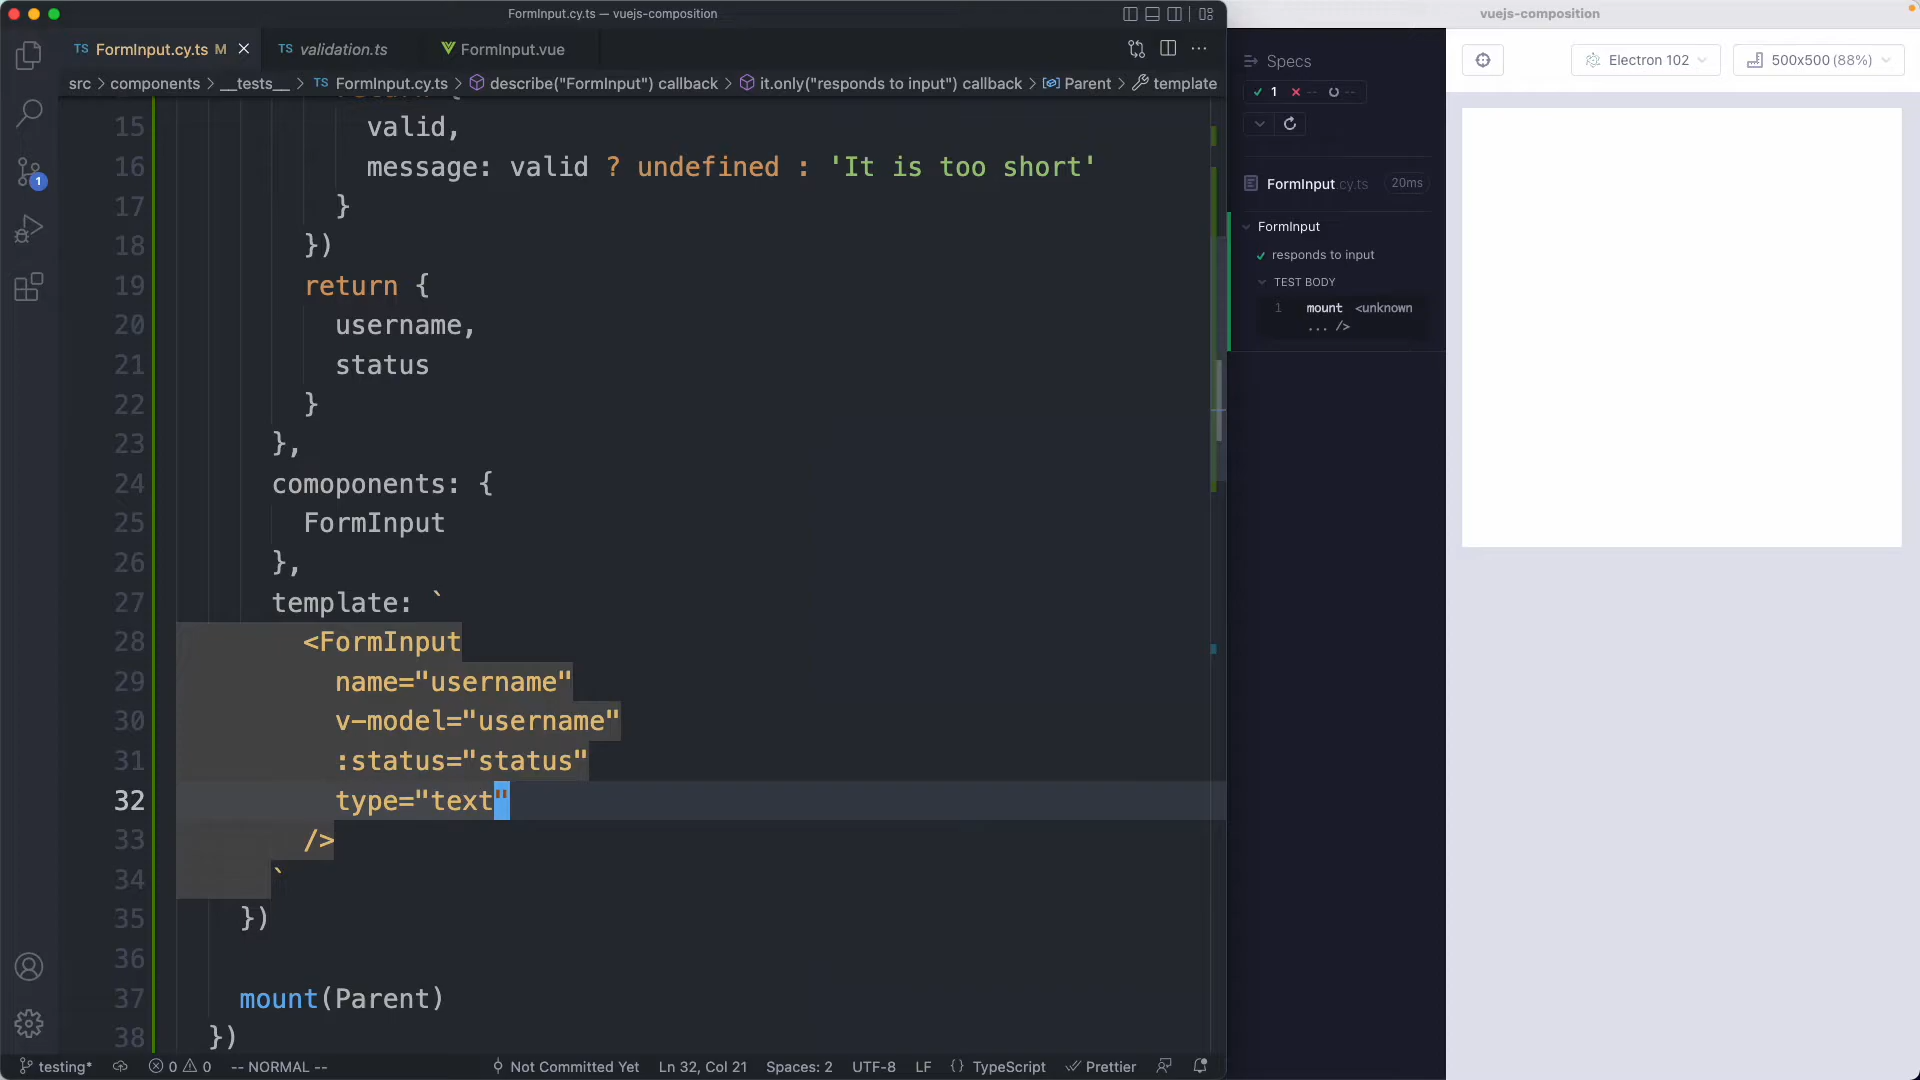 FormInput.cy.ts — vuejs-composition
TS FormInput.cy.ts M
TS validation.ts
FormInput.vue
src > components > __tests__ > TS FormInput.cy.ts > describe("FormInput") callback > it.only("responds to input") callback > Parent > template
15 valid,
16 message: valid ? undefined : 'It is too short'
17 }
18 })
19 return {
20 username,
21 status
22 }
23 },
24 comoponents: {
25 FormInput
26 },
27 template: `
28 <FormInput
29 name="username"
30 v-model="username"
31 :status="status"
32 type="text"
33 />
34 `
35 })
36
37 mount(Parent)
38 })
testing* 0 0 -- NORMAL -- Not Committed Yet Ln 32, Col 21 Spaces: 2 UTF-8 LF {} TypeScript Prettier
1
vuejs-composition
Specs
1 -- --
FormInput.cy.ts 20ms
FormInput
responds to input
TEST BODY
1 mount <unknown
... />
Electron 102
500x500 (88%)